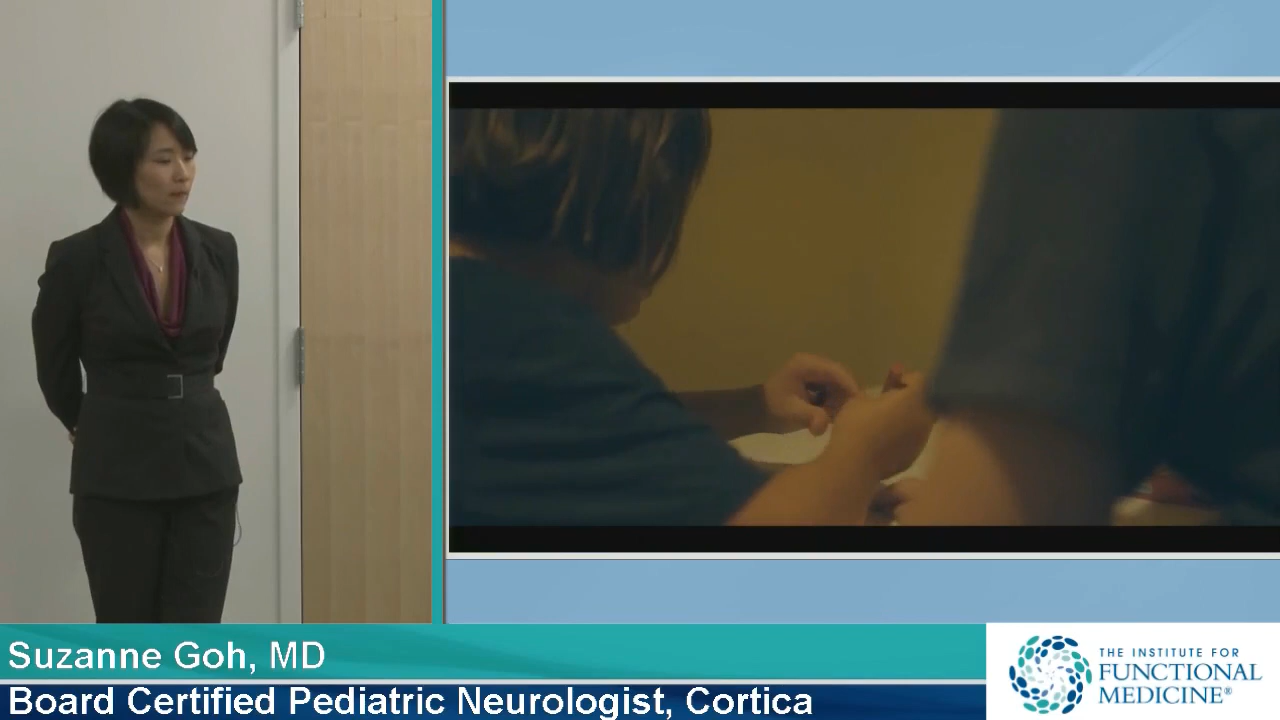 Suzanne Goh, MD
Board Certified Pediatric Neurologist, Cortica
THE INSTITUTE FOR
FUNCTIONAL
MEDICINE®